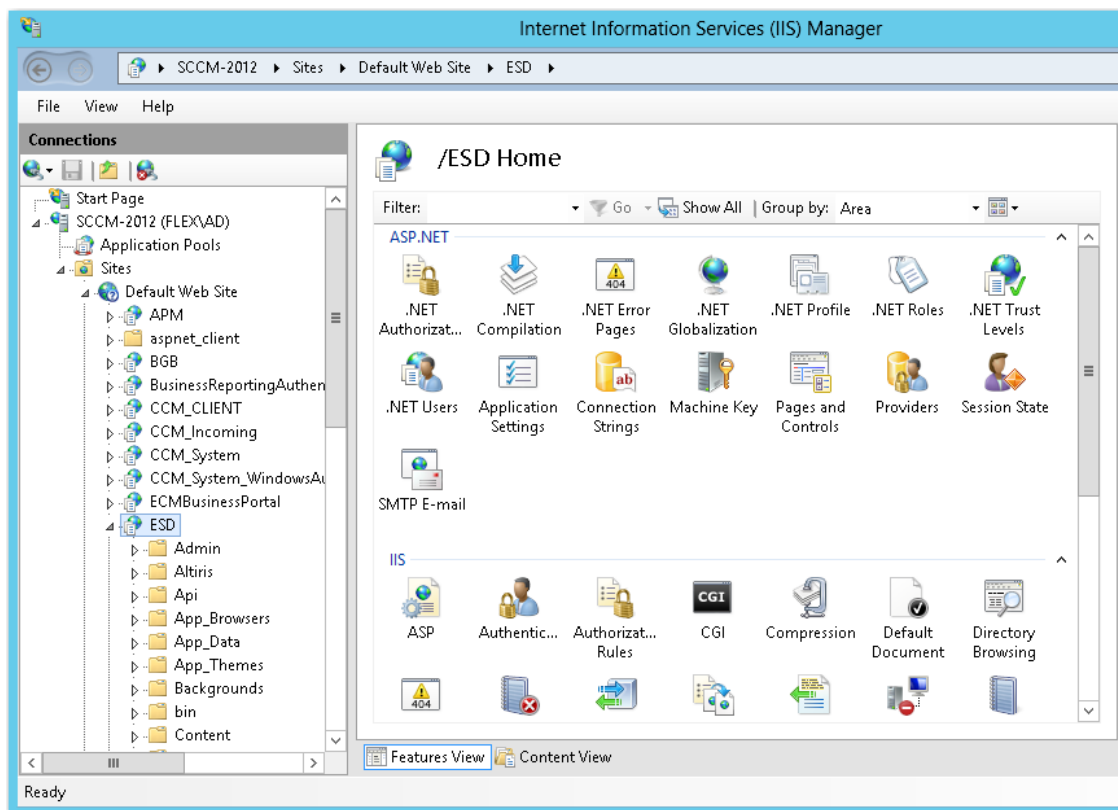 Internet Information Services (IIS) Manager
SCCM-2012 Sites Default Web Site ESD
File View Help
Connections
Start Page
SCCM-2012 (FLEX\AD)
Application Pools
Sites
Default Web Site
APM
aspnet_client
BGB
BusinessReportingAuthen
CCM_CLIENT
CCM_Incoming
CCM_System
CCM_System_WindowsAu
ECMBusinessPortal
ESD
Admin
Altiris
Api
App_Browsers
App_Data
App_Themes
Backgrounds
bin
Content
/ESD Home
Filter: Go Show All Group by: Area
ASP.NET
.NET Authorizat...
.NET Compilation
404
.NET Error Pages
.NET Globalization
.NET Profile
.NET Roles
.NET Trust Levels
.NET Users
Application Settings
ab
Connection Strings
Machine Key
Pages and Controls
Providers
Session State
SMTP E-mail
IIS
ASP
Authentic...
Authorizat... Rules
CGI
CGI
Compression
Default Document
Directory Browsing
404
Features View Content View
Ready